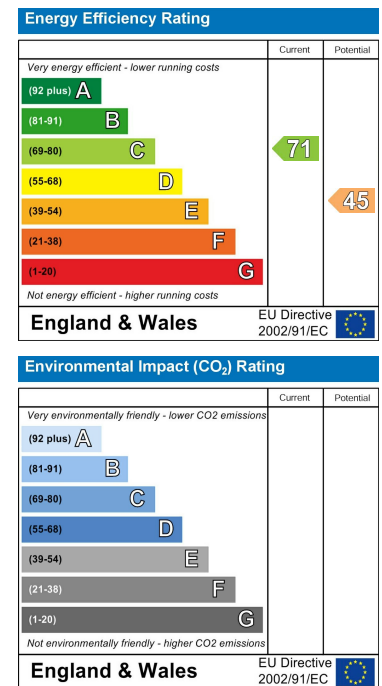 Energy Efficiency Rating
Current Potential
Very energy efficient - lower running costs
(92 plus) A
(81-91) B
(69-80) C
71
(55-68) D
(39-54) E
45
(21-38) F
(1-20) G
Not energy efficient - higher running costs
England & Wales
EU Directive
2002/91/EC
Environmental Impact (CO₂) Rating
Current Potential
Very environmentally friendly - lower CO2 emissions
(92 plus) A
(81-91) B
(69-80) C
(55-68) D
(39-54) E
(21-38) F
(1-20) G
Not environmentally friendly - higher CO2 emissions
England & Wales
EU Directive
2002/91/EC